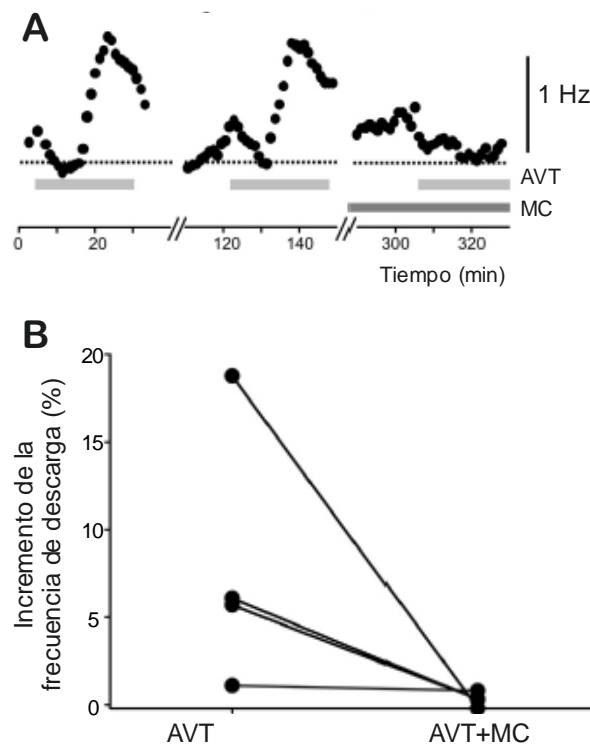 A
1 Hz
AVT
MC
0 20 120 140 300 320
Tiempo (min)
B
Incremento de la
frecuencia de descarga (%)
20
15
10
5
0
AVT AVT+MC